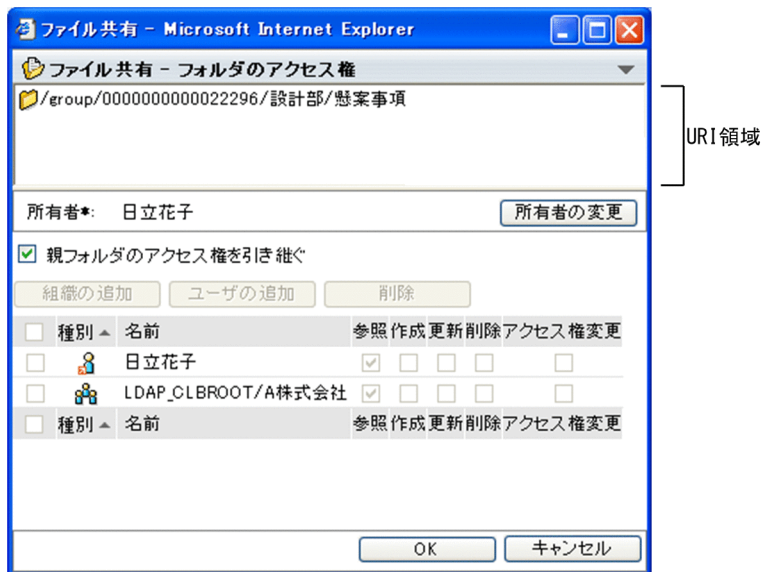 ファイル共有 - Microsoft Internet Explorer
ファイル共有 - フォルダのアクセス権
/group/0000000000022296/設計部/懸案事項
URI領域
所有者*: 日立花子 所有者の変更
親フォルダのアクセス権を引き継ぐ
組織の追加 ユーザの追加 削除
種別 名前 参照 作成 更新 削除 アクセス権変更
日立花子
LDAP_CLBROOT/A株式会社
種別 名前 参照 作成 更新 削除 アクセス権変更
OK キャンセル